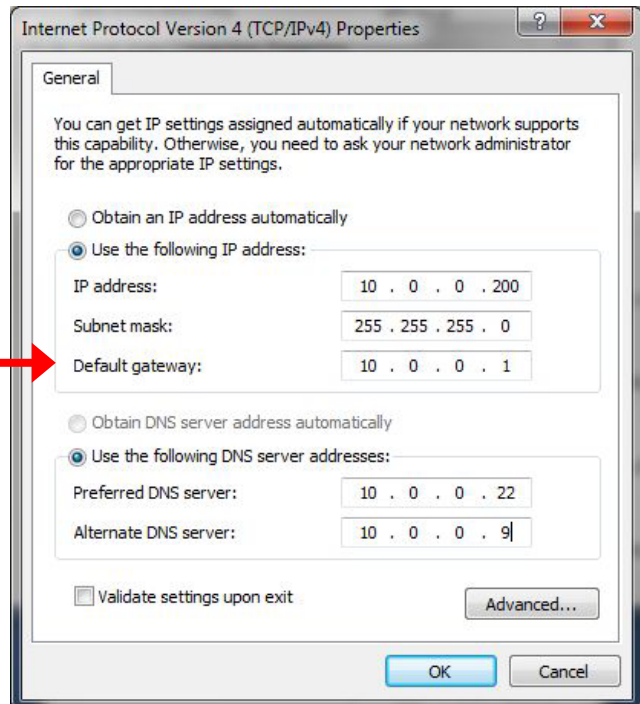 Internet Protocol Version 4 (TCP/IPv4) Properties
?
X
General
You can get IP settings assigned automatically if your network supports
this capability. Otherwise, you need to ask your network administrator
for the appropriate IP settings.
Obtain an IP address automatically
Use the following IP address:
IP address: 10 . 0 . 0 . 200
Subnet mask: 255 . 255 . 255 . 0
Default gateway: 10 . 0 . 0 . 1
Obtain DNS server address automatically
Use the following DNS server addresses:
Preferred DNS server: 10 . 0 . 0 . 22
Alternate DNS server: 10 . 0 . 0 . 9
Validate settings upon exit
Advanced...
OK Cancel